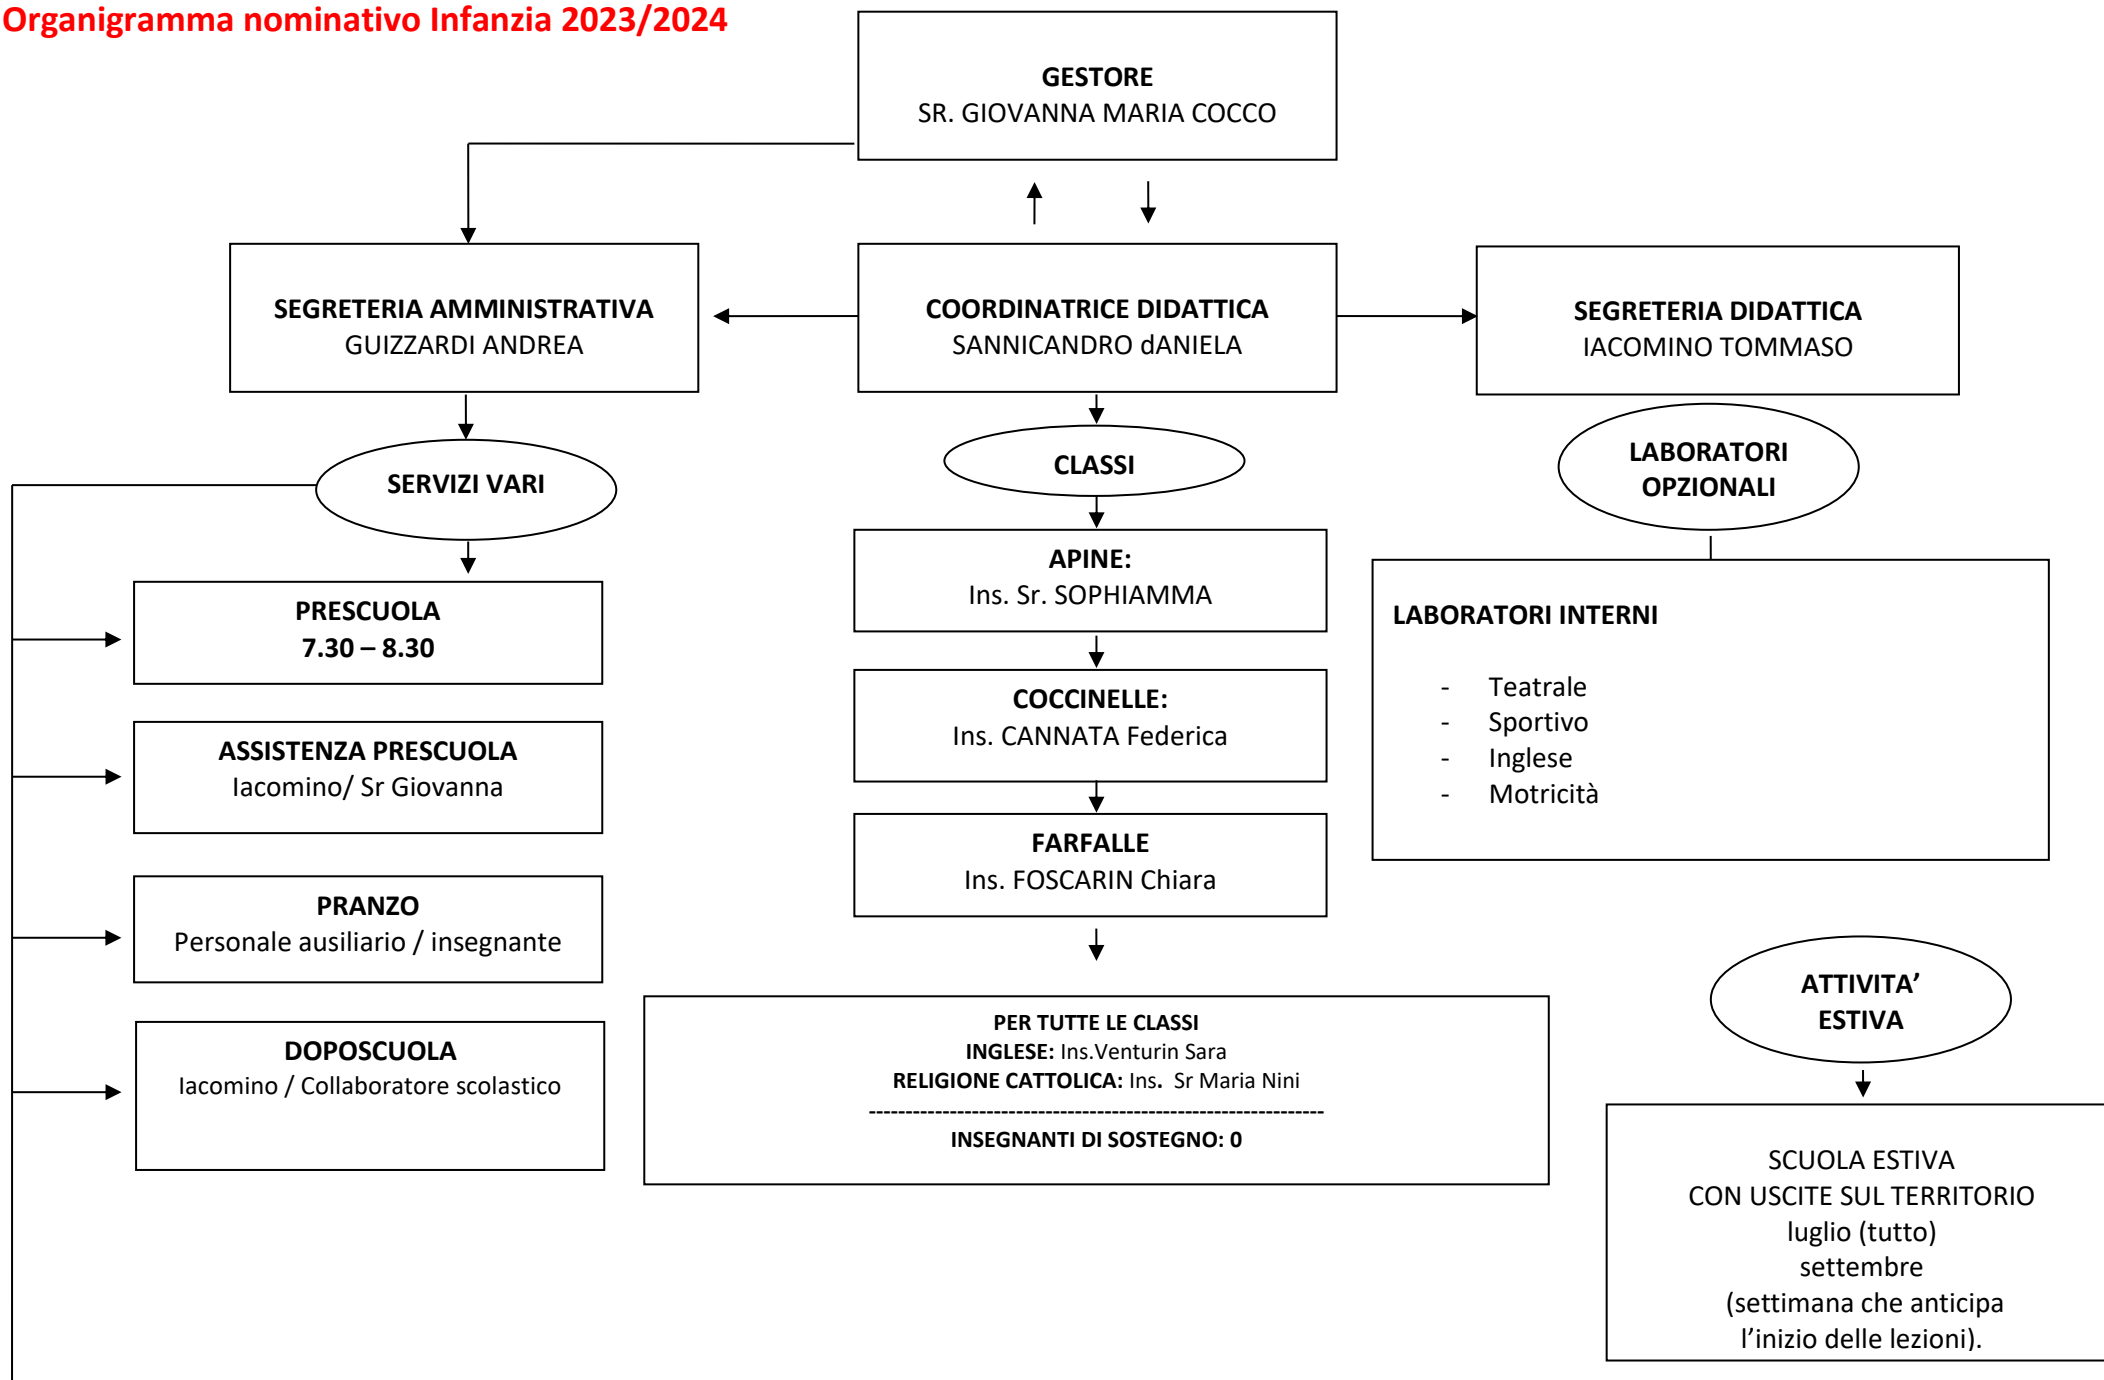 Organigramma nominativo Infanzia 2023/2024
GESTORE
SR. GIOVANNA MARIA COCCO
SEGRETERIA AMMINISTRATIVA
GUIZZARDI ANDREA
COORDINATRICE DIDATTICA
SANNICANDRO dANIELA
SEGRETERIA DIDATTICA
IACOMINO TOMMASO
SERVIZI VARI
PRESCUOLA
7.30 – 8.30
ASSISTENZA PRESCUOLA
Iacomino/ Sr Giovanna
PRANZO
Personale ausiliario / insegnante
DOPOSCUOLA
Iacomino / Collaboratore scolastico
CLASSI
APINE:
Ins. Sr. SOPHIAMMA
COCCINELLE:
Ins. CANNATA Federica
FARFALLE
Ins. FOSCARIN Chiara
PER TUTTE LE CLASSI
INGLESE: Ins.Venturin Sara
RELIGIONE CATTOLICA: Ins. Sr Maria Nini
--------------------------------------------------------------
INSEGNANTI DI SOSTEGNO: 0
LABORATORI
OPZIONALI
LABORATORI INTERNI
- Teatrale
- Sportivo
- Inglese
- Motricità
ATTIVITA’
ESTIVA
SCUOLA ESTIVA
CON USCITE SUL TERRITORIO
luglio (tutto)
settembre
(settimana che anticipa
l’inizio delle lezioni).